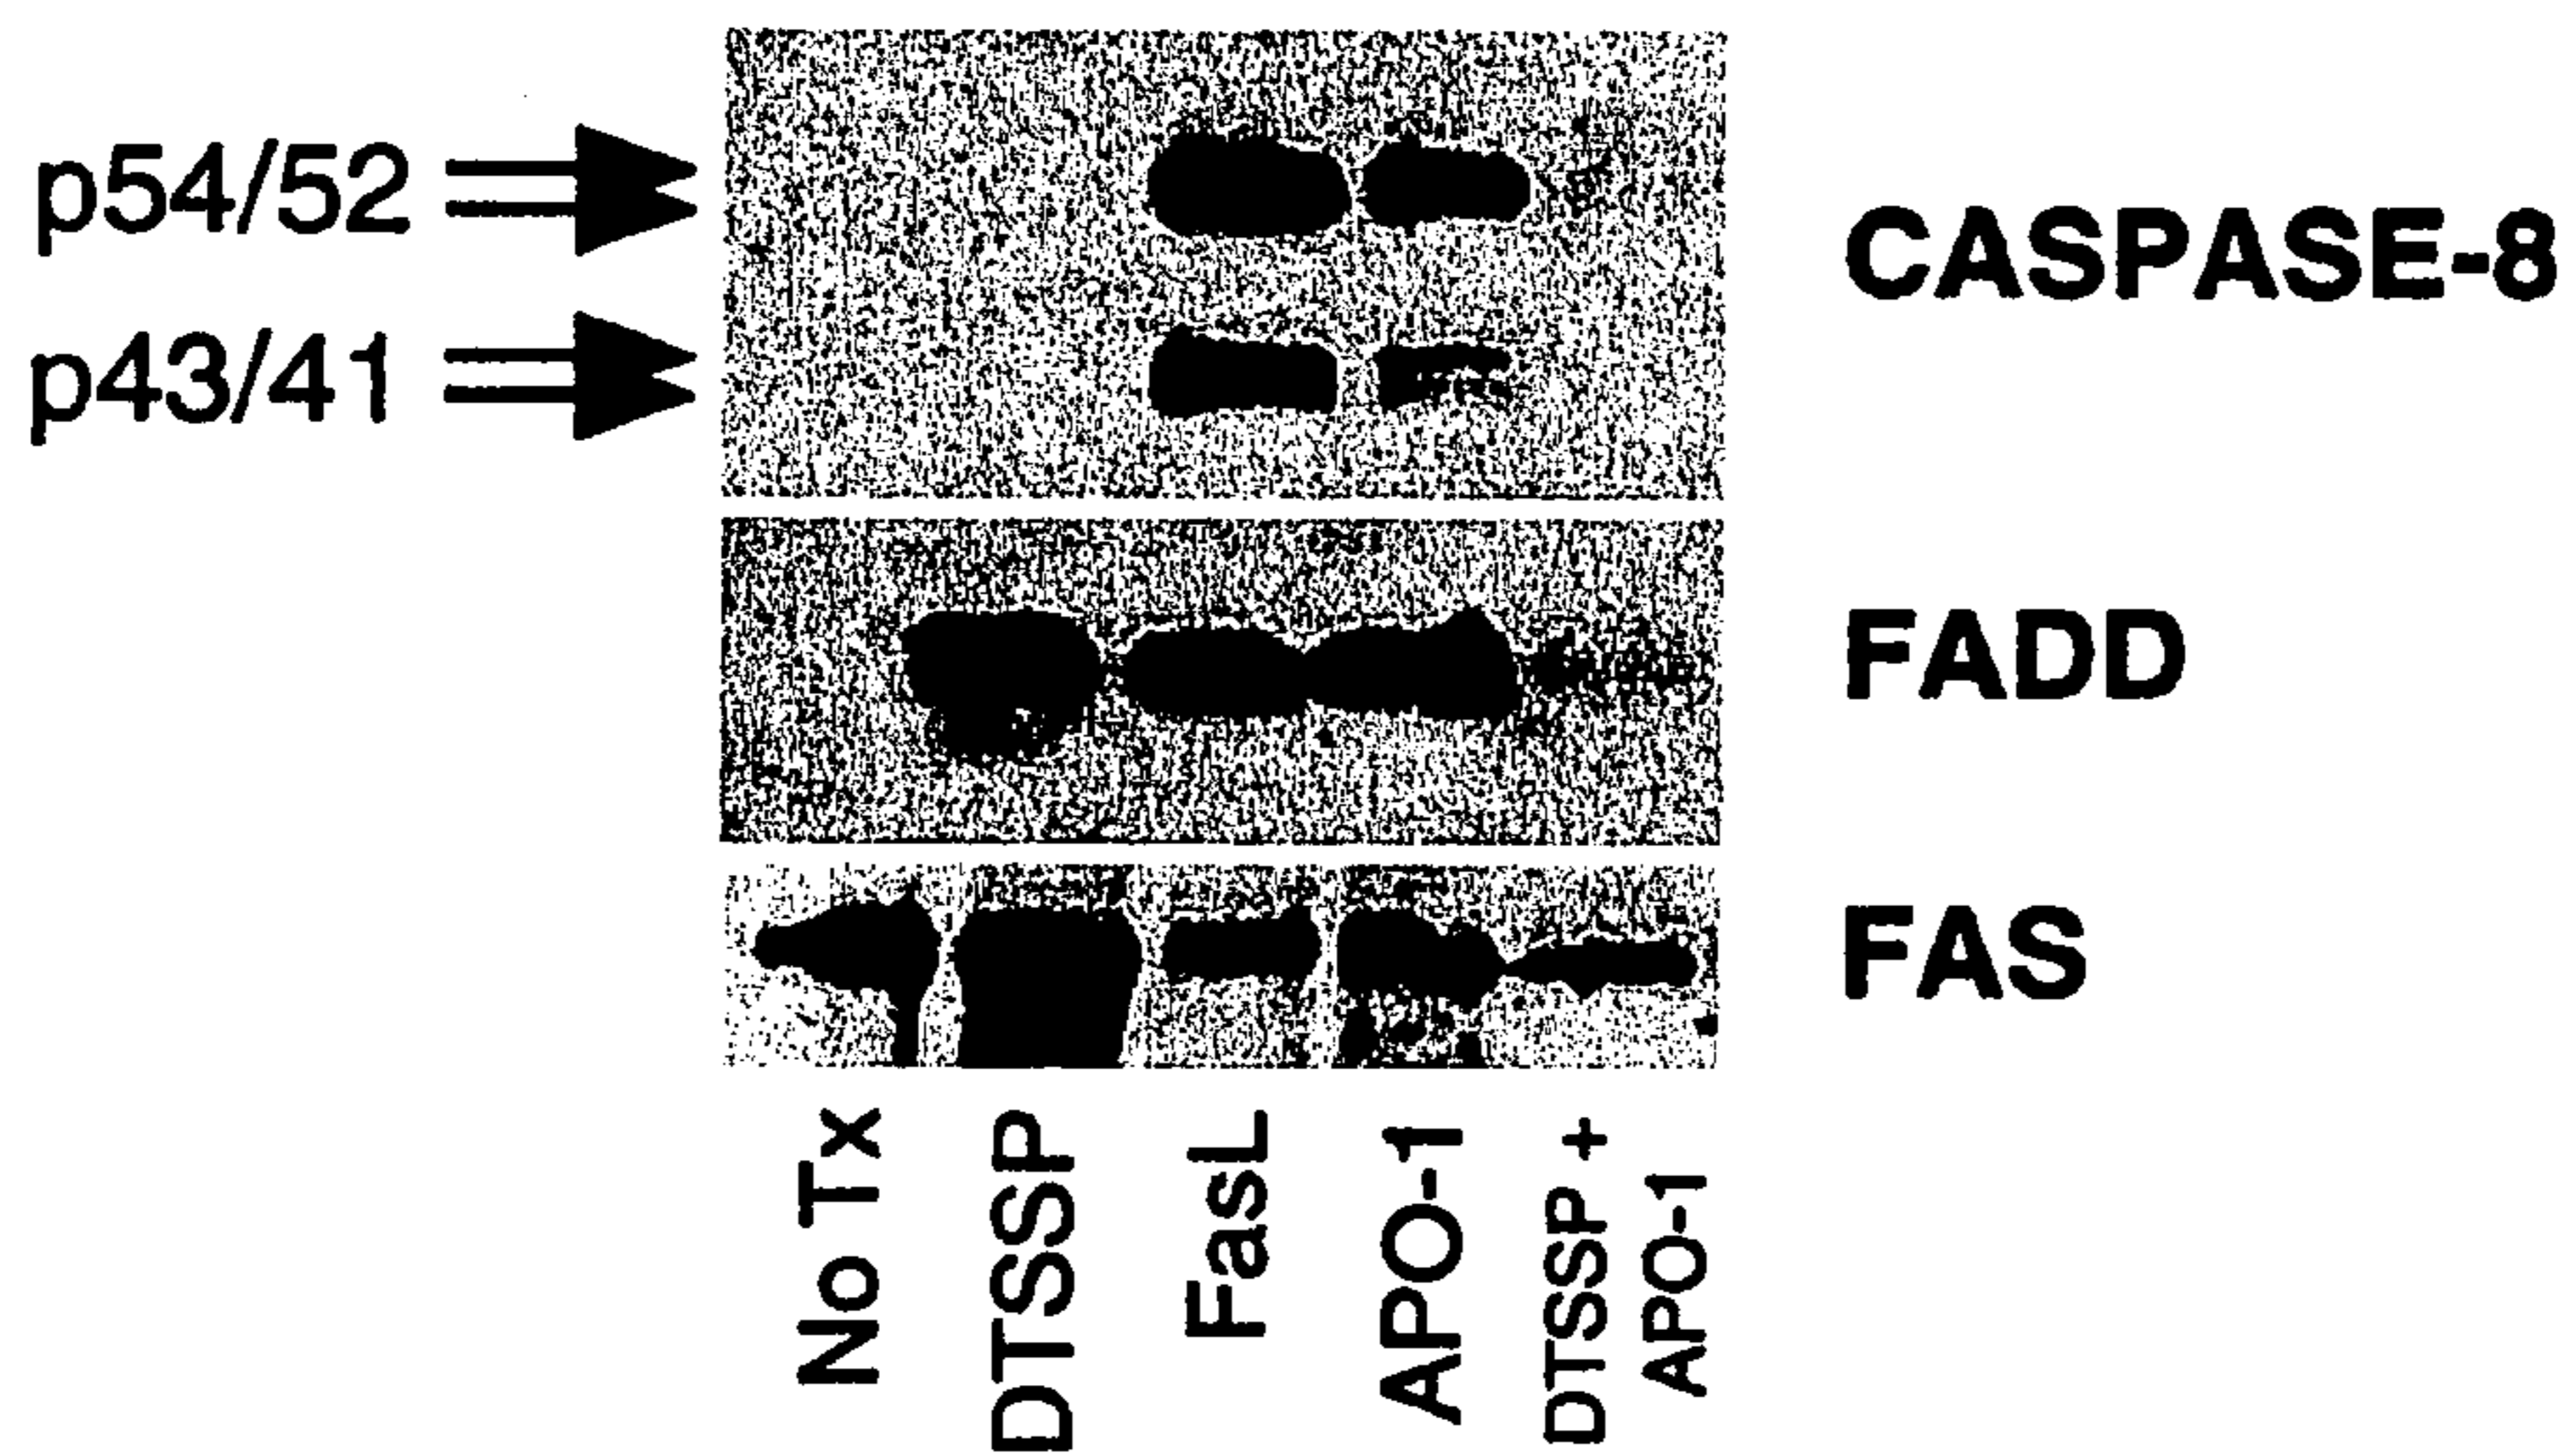 p54/52
CASPASE-8
p43/41
FADD
FAS
No Tx
DTSSP
FasL
APO-1
DTSSP +
APO-1